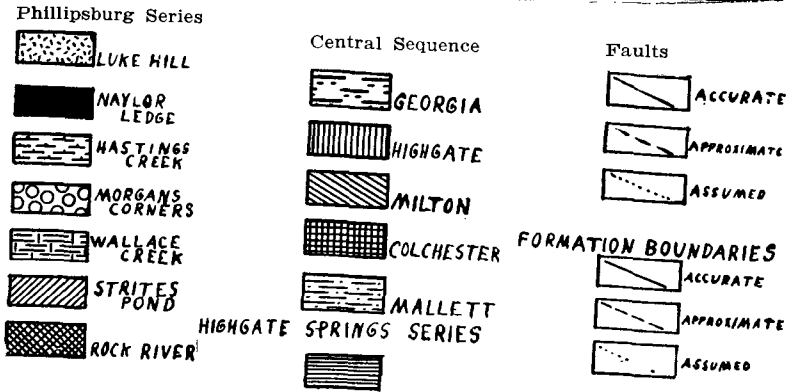 Phillipsburg Series
LUKE HILL
NAYLOR
LEDGE
HASTINGS
CREEK
MORGANS
CORNERS
WALLACE
CREEK
STRITES
POND
ROCK RIVER
Central Sequence
GEORGIA
HIGHGATE
MILTON
COLCHESTER
MALLETT
HIGHGATE SPRINGS SERIES
Faults
ACCURATE
APPROXIMATE
ASSUMED
FORMATION BOUNDARIES
ACCURATE
APPROXIMATE
ASSUMED